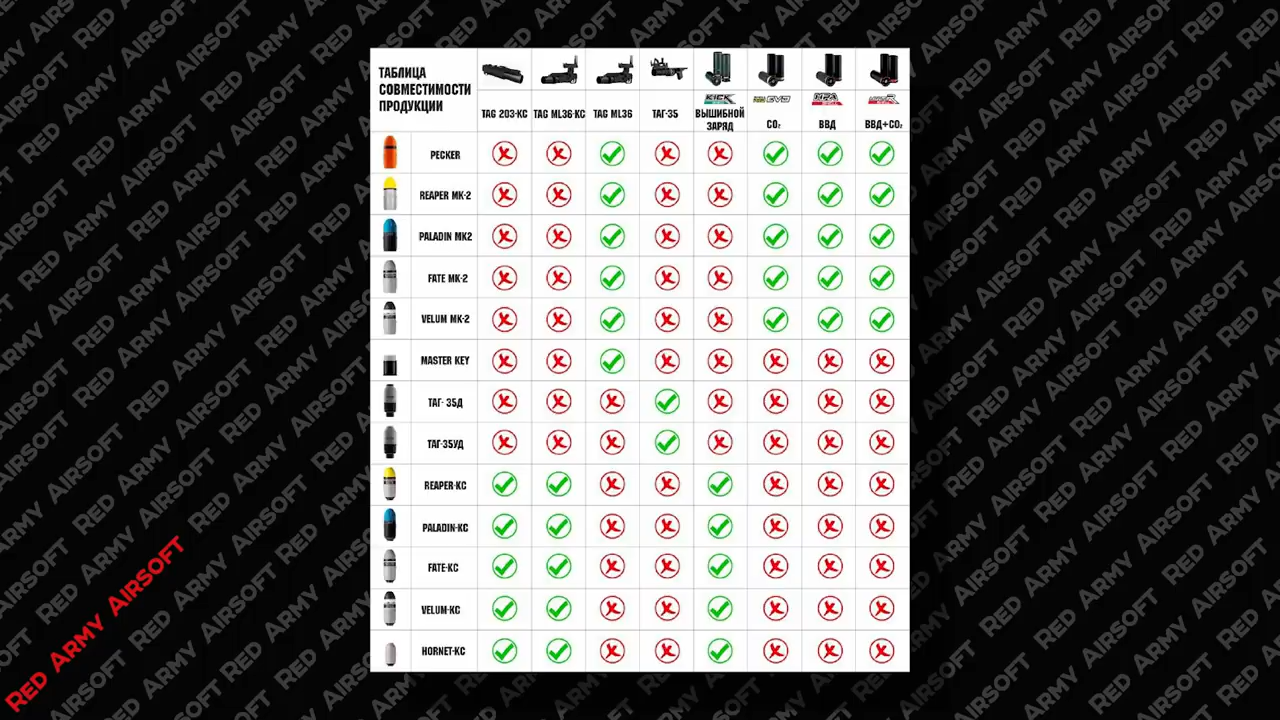 ТАБЛИЦА
СОВМЕСТИМОСТИ
ПРОДУКЦИИ
TAG 203-КС
TAG ML36-КС
TAG ML36
ТАГ-35
KICK
ВЫШИБНОЙ
ЗАРЯД
EVO
CO₂
SHELL
ВВД
ВВД+CO₂
PECKER
REAPER MK-2
PALADIN MK2
FATE MK-2
VELUM MK-2
MASTER KEY
ТАГ- 35Д
ТАГ-35УД
REAPER-КС
PALADIN-КС
FATE-КС
VELUM-КС
HORNET-КС
RED ARMY AIRSOFT